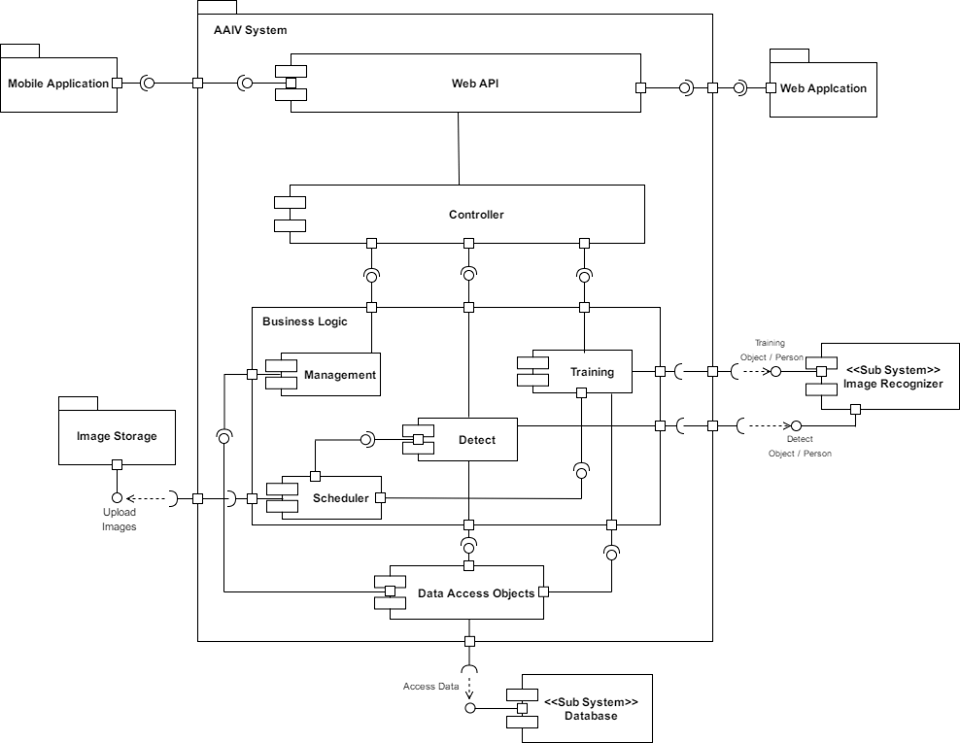 AAIV System
Mobile Application
Web API
Web Applcation
Controller
Business Logic
Management
Training
Training
Object / Person
<<Sub System>>
Image Recognizer
Image Storage
Detect
Detect
Object / Person
Scheduler
Upload
Images
Data Access Objects
Access Data
<<Sub System>>
Database